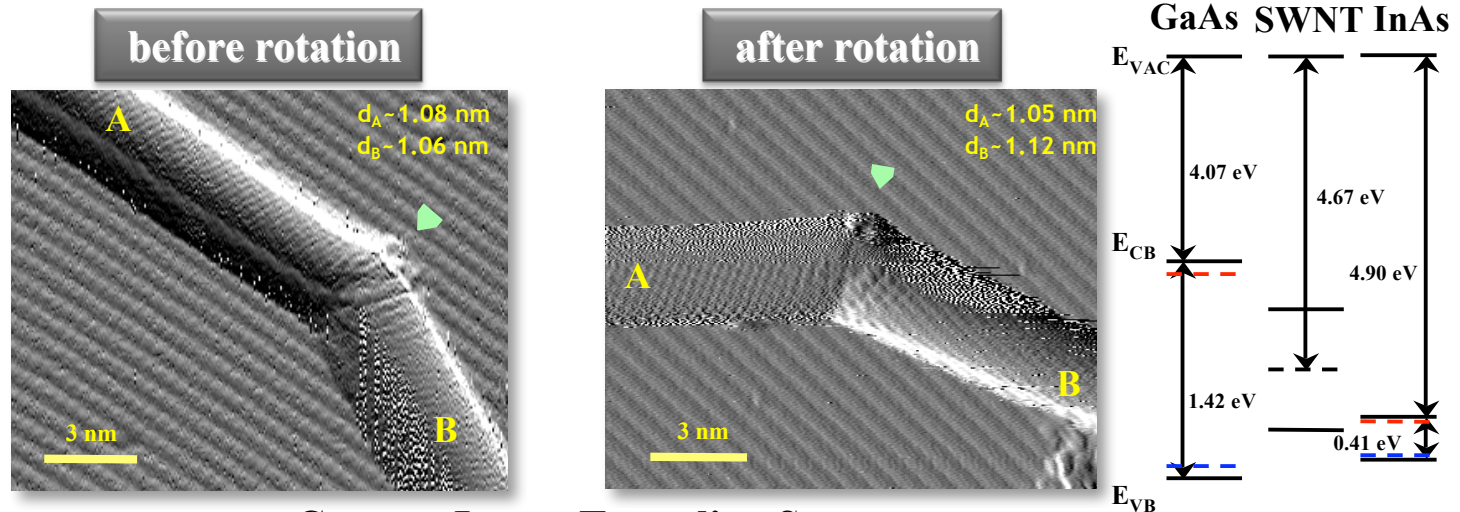 before rotation
A
d_A~1.08 nm
d_B~1.06 nm
B
3 nm
after rotation
d_A~1.05 nm
d_B~1.12 nm
A
B
3 nm
GaAs SWNT InAs
E_VAC
4.07 eV
4.67 eV
E_CB
4.90 eV
1.42 eV
0.41 eV
E_VB